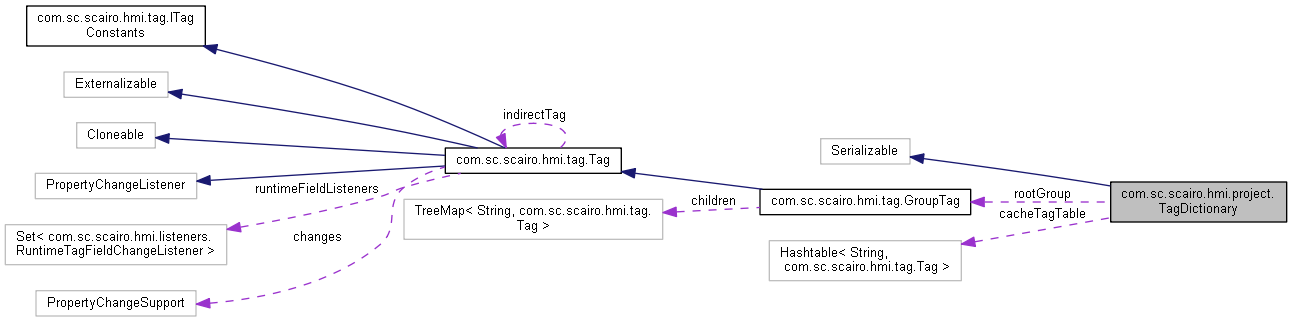 com.sc.scairo.hmi.tag.ITag
Constants
Externalizable
indirectTag
Cloneable
Serializable
com.sc.scairo.hmi.tag.Tag
PropertyChangeListener
runtimeFieldListeners
com.sc.scairo.hmi.tag.GroupTag
children
rootGroup
com.sc.scairo.hmi.project.
TagDictionary
TreeMap< String, com.sc.scairo.hmi.tag.
Tag >
cacheTagTable
Set< com.sc.scairo.hmi.listeners.
RuntimeTagFieldChangeListener >
changes
Hashtable< String,
com.sc.scairo.hmi.tag.Tag >
PropertyChangeSupport